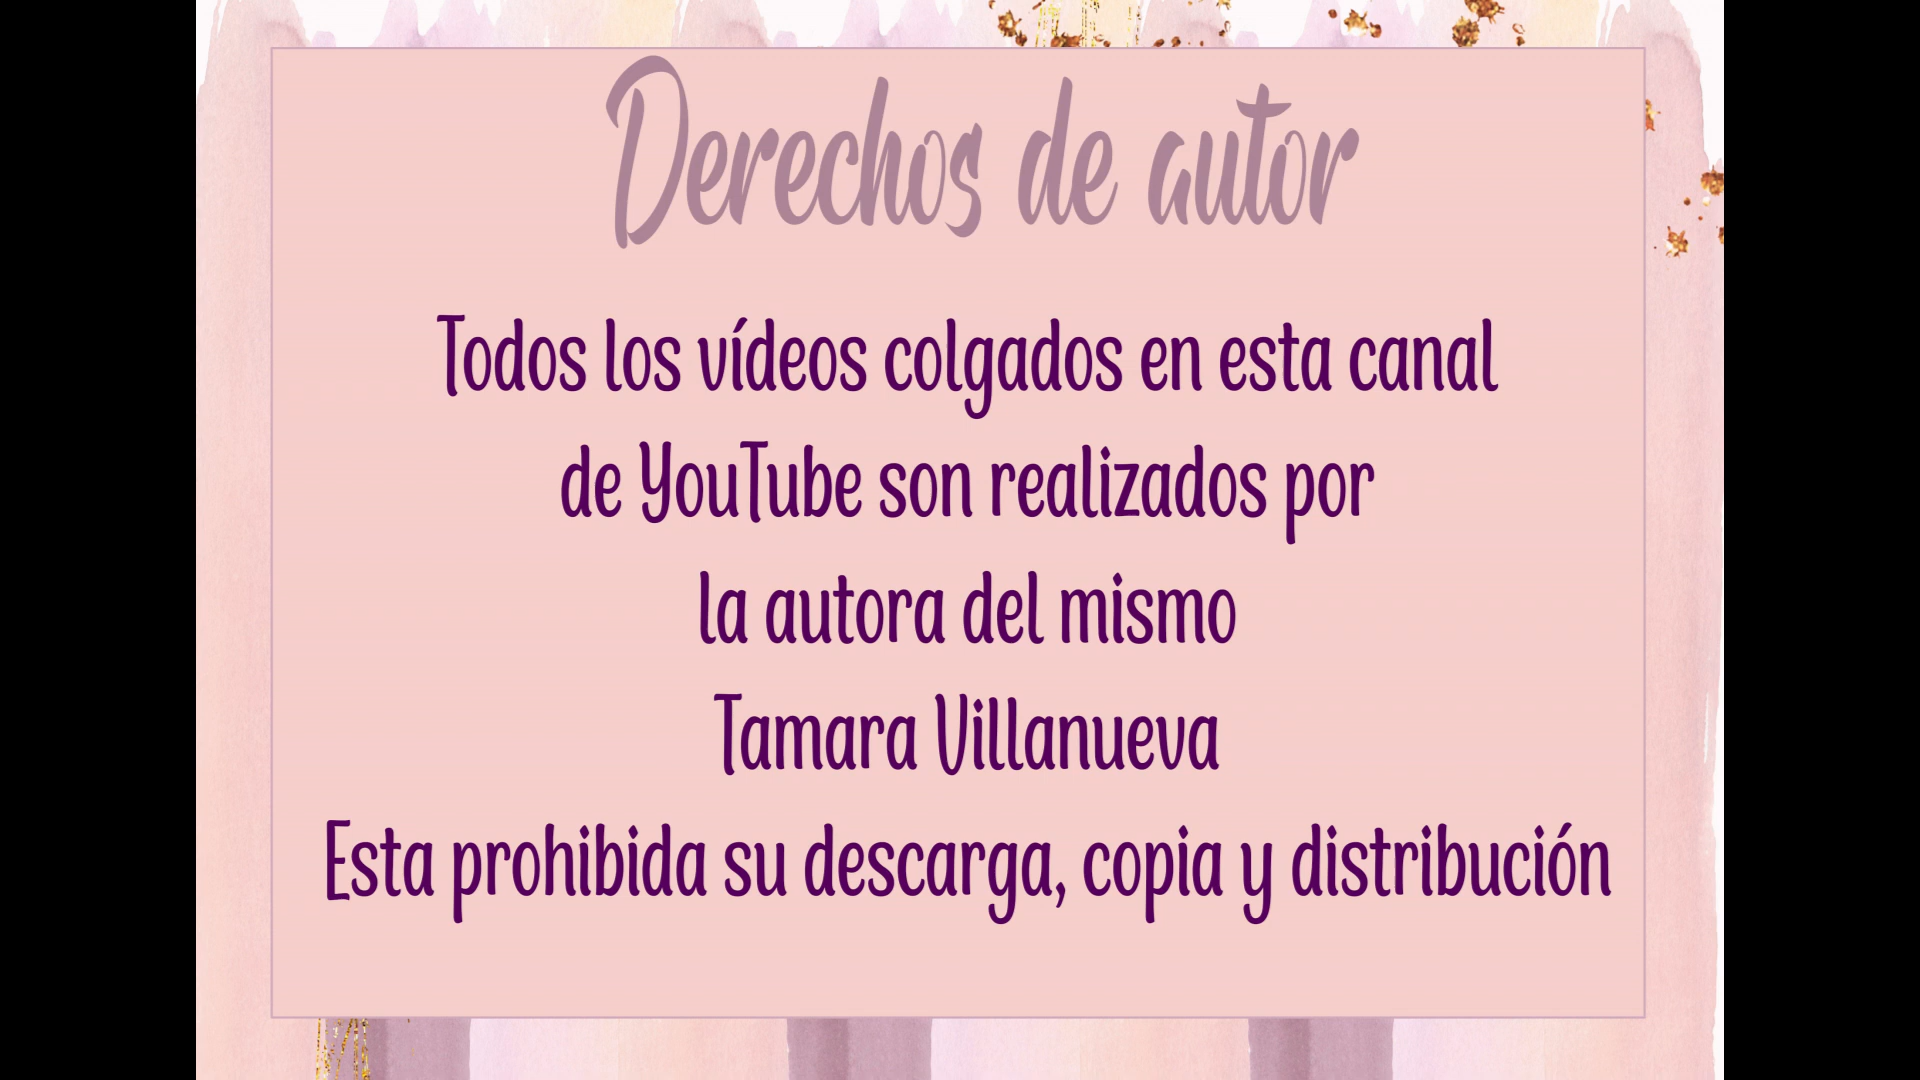 Derechos de autor
Todos los vídeos colgados en esta canal
de YouTube son realizados por
la autora del mismo
Tamara Villanueva
Esta prohibida su descarga, copia y distribución